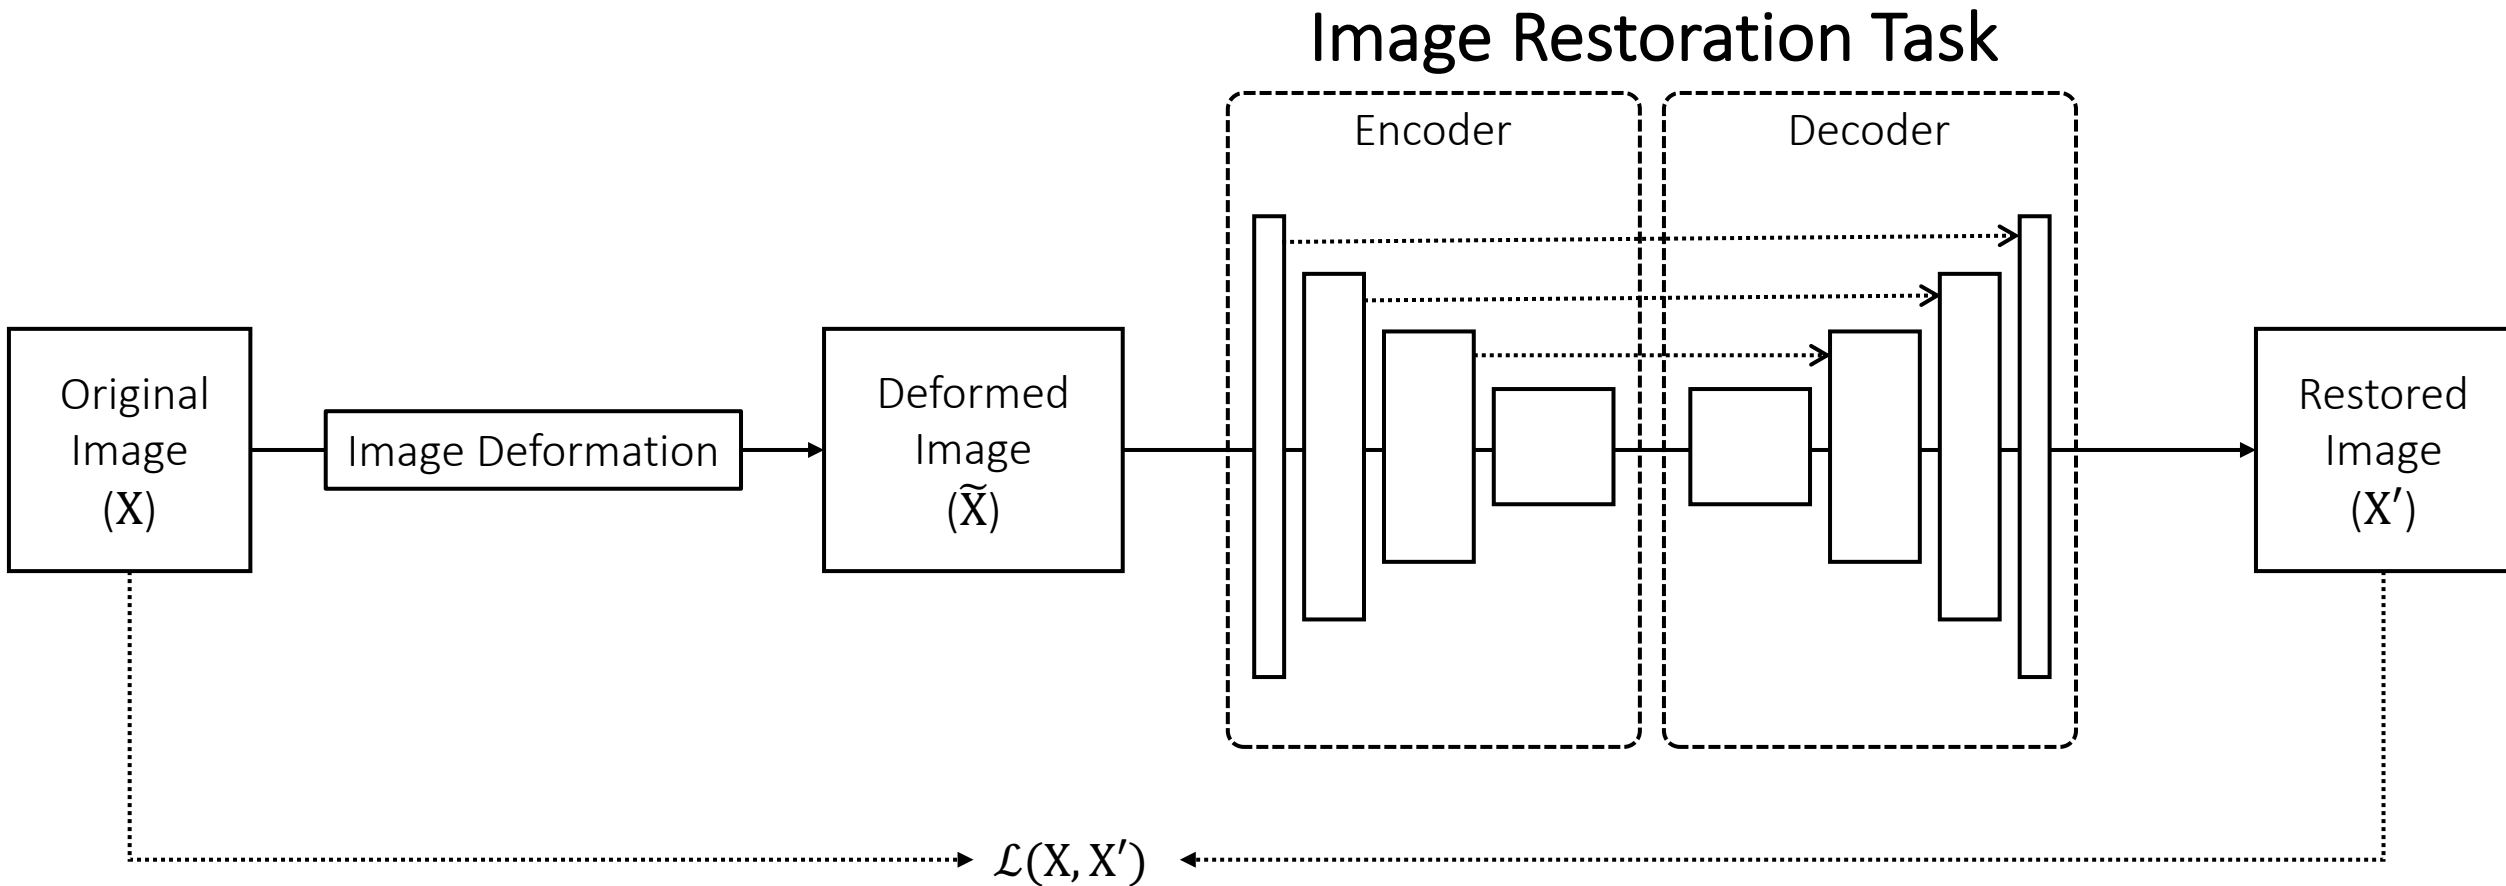 Image Restoration Task
Encoder
Decoder
Original
Image
(X)
Image Deformation
Deformed
Image
(X̃)
Restored
Image
(X′)
ℒ(X, X′)